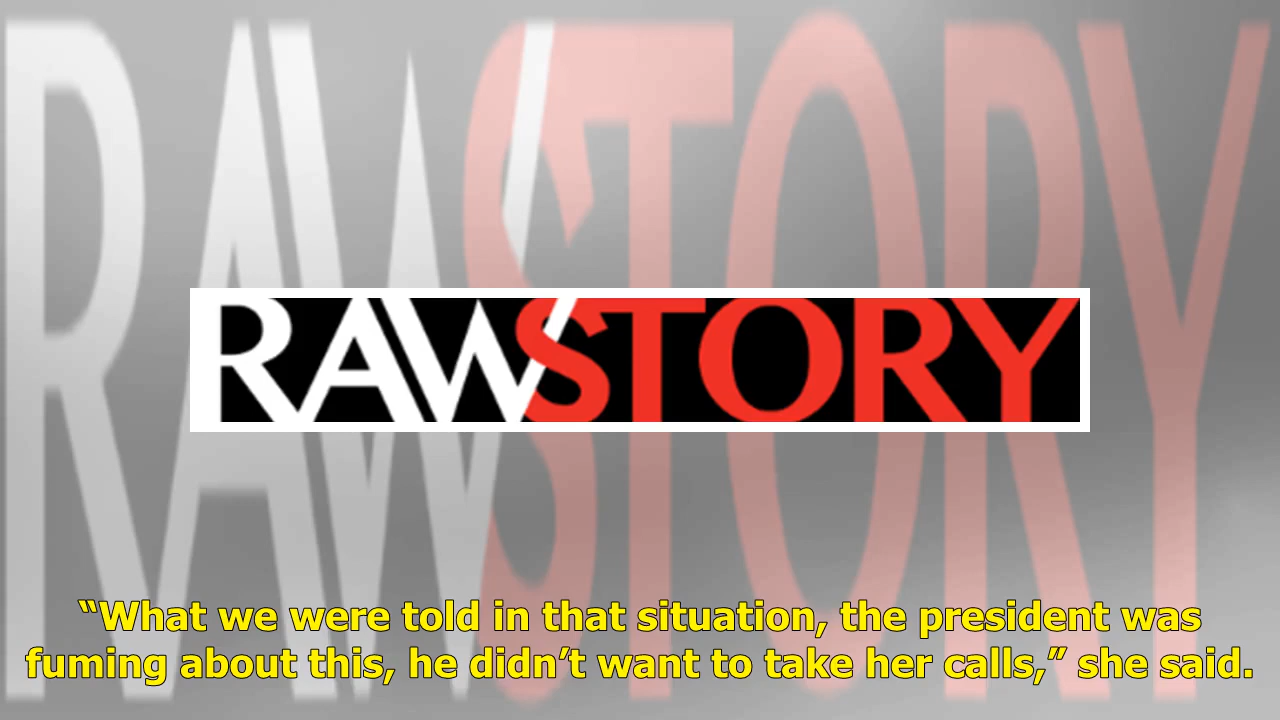 RAWSTORY
RAWSTORY
“What we were told in that situation, the president was
fuming about this, he didn’t want to take her calls,” she said.